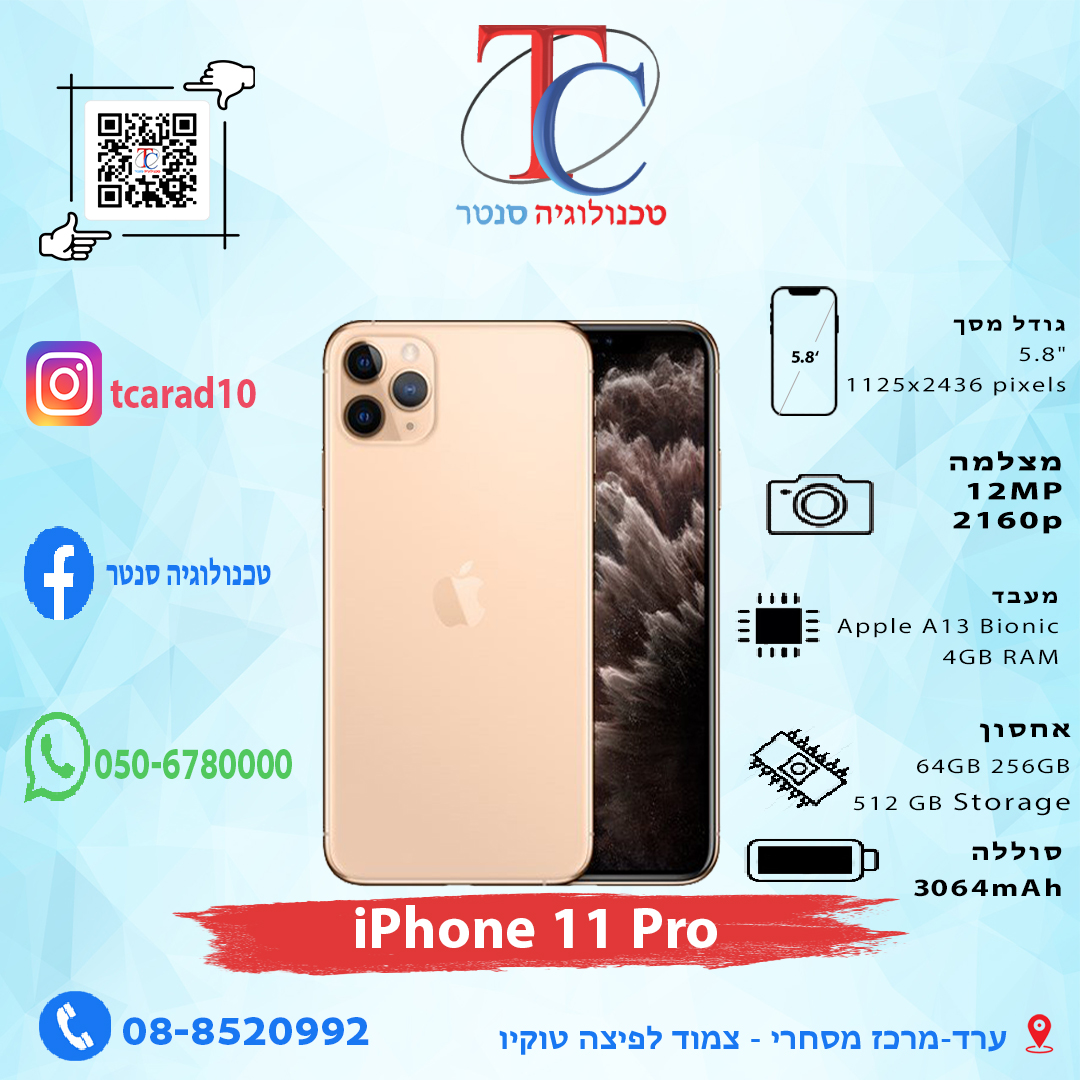 TC
טכנולוגיה סנטר
tcarad10
טכנולוגיה סנטר
050-6780000
גודל מסך
5.8"
1125x2436 pixels
5.8‘
מצלמה
12MP
2160p
מעבד
Apple A13 Bionic
4GB RAM
אחסון
64GB 256GB
512 GB Storage
סוללה
3064mAh
iPhone 11 Pro
08-8520992
ערד-מרכז מסחרי - צמוד לפיצה טוקיו